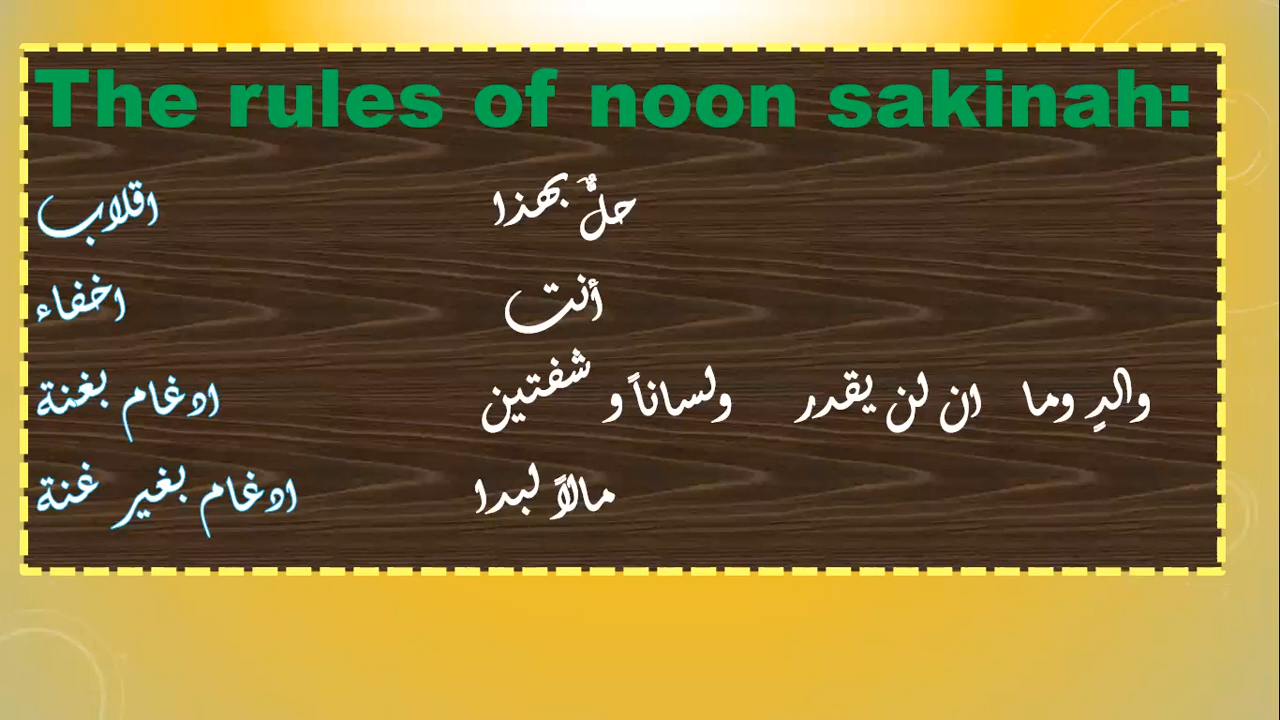 The rules of noon sakinah:
اقلاب حلٌ بهذا
اخفاء أنت
ادغام بغنة والدٍ وما ان لن يقدر ولساناً و شفتين
ادغام بغير غنة مالاً لبدا